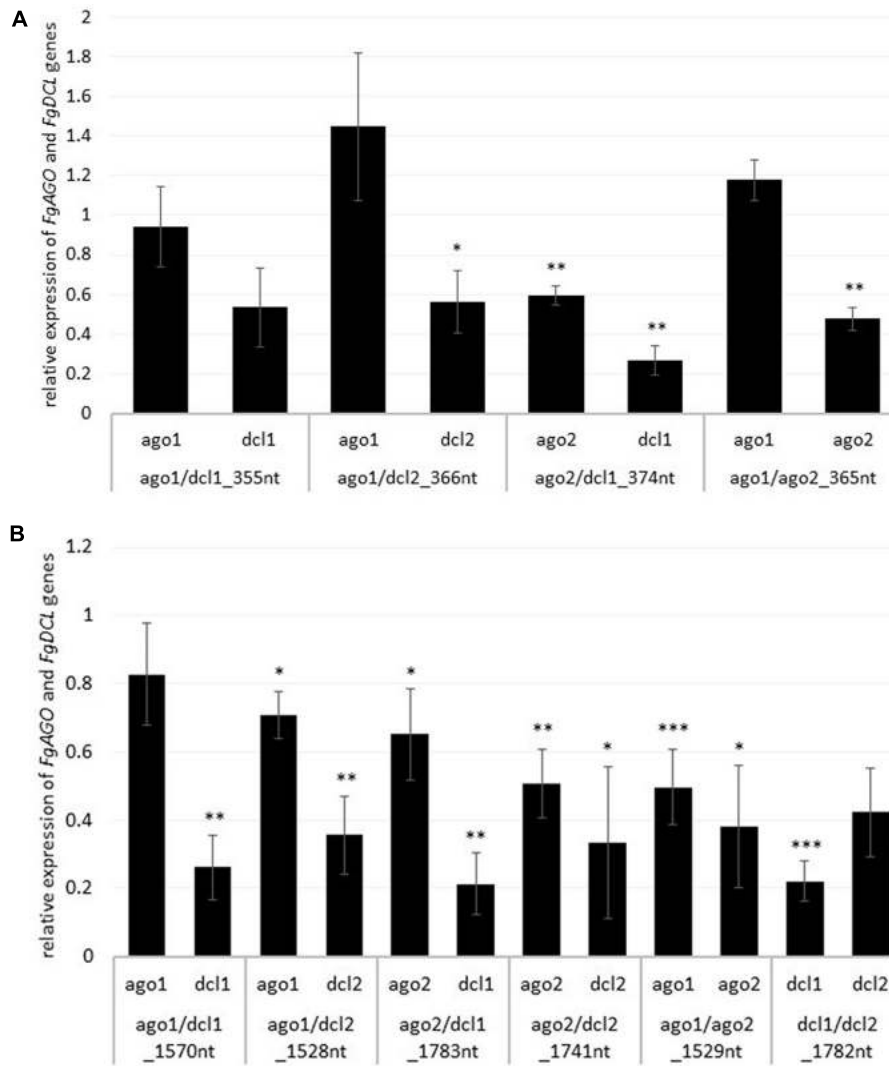 A
relative expression of FgAGO and FgDCL genes
2
1.8
1.6
1.4
1.2
1
0.8
0.6
0.4
0.2
0
* ** ** **
ago1 dcl1 ago1 dcl2 ago2 dcl1 ago1 ago2
ago1/dcl1_355nt ago1/dcl2_366nt ago2/dcl1_374nt ago1/ago2_365nt
B
relative expression of FgAGO and FgDCL genes
1.2
1
0.8
0.6
0.4
0.2
0
** * ** * ** ** * *** * ***
ago1 dcl1 ago1 dcl2 ago2 dcl1 ago2 dcl2 ago1 ago2 dcl1 dcl2
ago1/dcl1 ago1/dcl2 ago2/dcl1 ago2/dcl2 ago1/ago2 dcl1/dcl2
_1570nt _1528nt _1783nt _1741nt _1529nt _1782nt